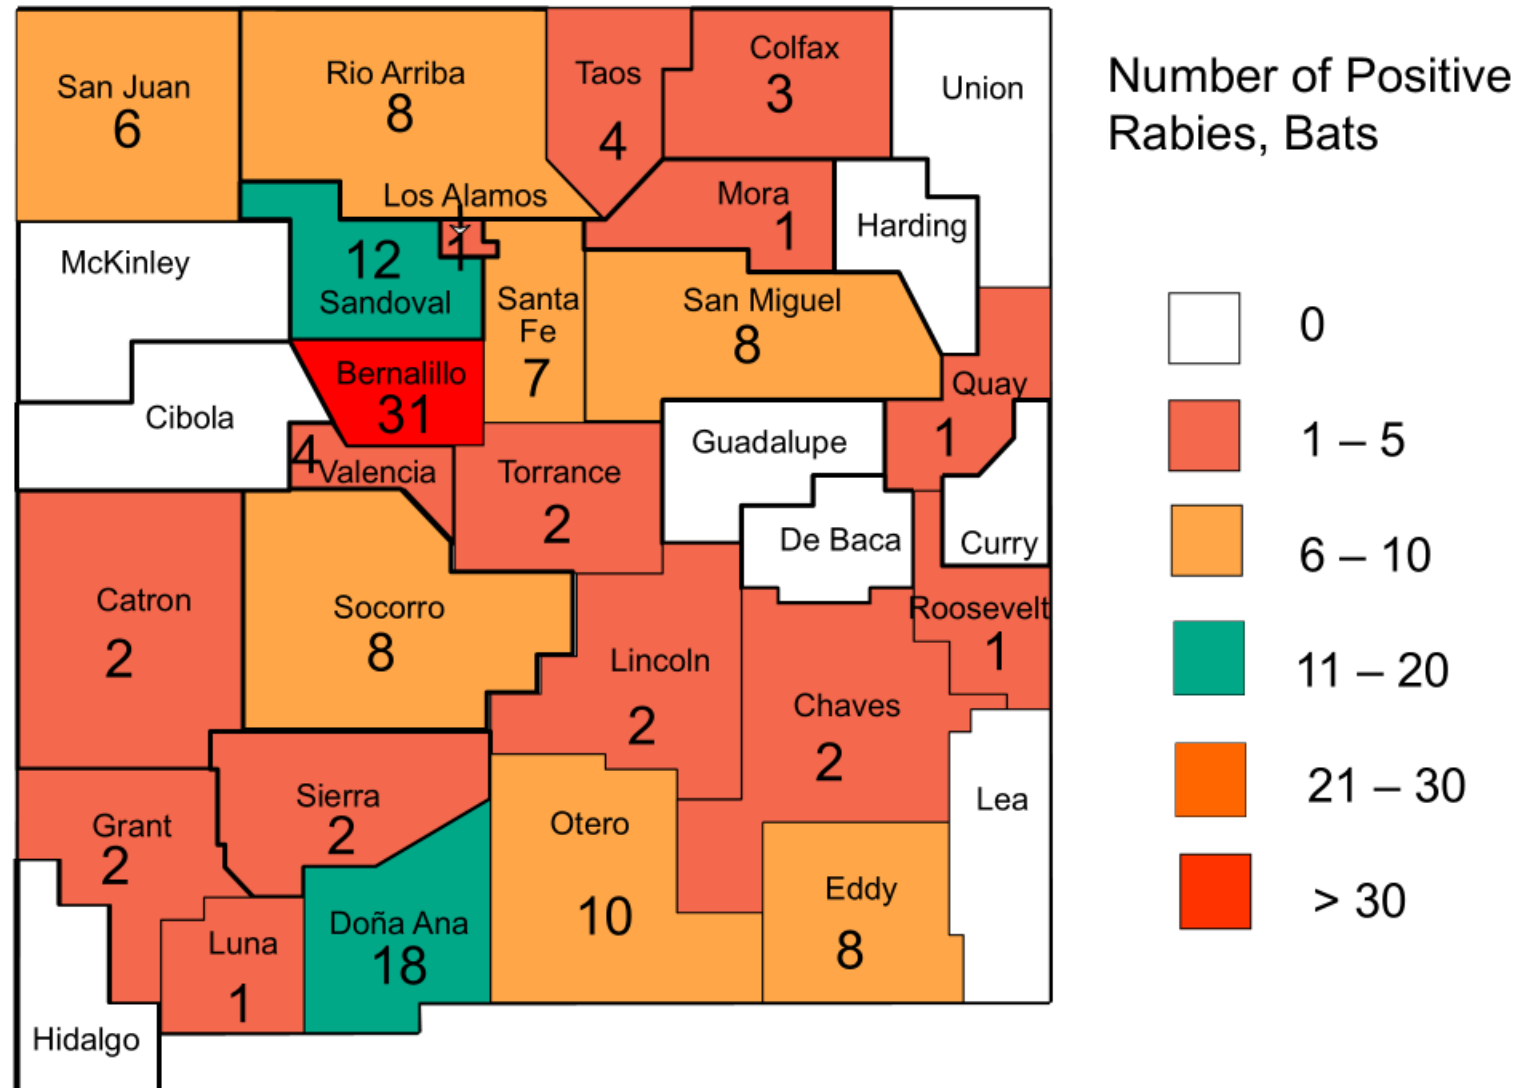 San Juan
6
Rio Arriba
8
Taos
4
Colfax
3
Union
Number of Positive
Rabies, Bats
Los Alamos
1
Mora
1
Harding
McKinley
12
Sandoval
Santa
Fe
7
San Miguel
8
Bernalillo
31
Quay
1
Cibola
4
Valencia
Torrance
2
Guadalupe
De Baca
Curry
Catron
2
Socorro
8
Lincoln
2
Roosevelt
1
Chaves
2
Sierra
2
Grant
2
Otero
10
Lea
Eddy
8
Doña Ana
18
Luna
1
Hidalgo
0
1 – 5
6 – 10
11 – 20
21 – 30
> 30